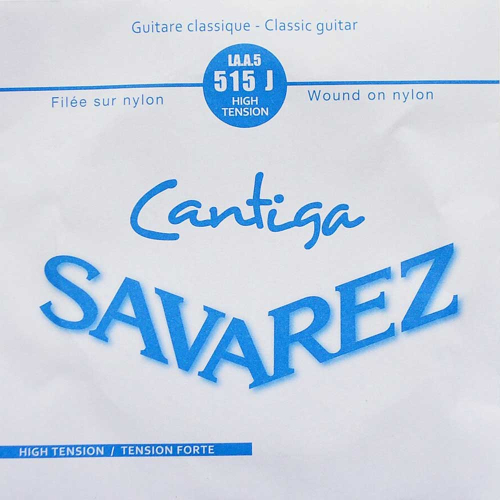 Guitare classique - Classic guitar
LA.A.5
515 J
HIGH
TENSION
Filée sur nylon
Wound on nylon
Cantiga
SAVAREZ
HIGH TENSION / TENSION FORTE